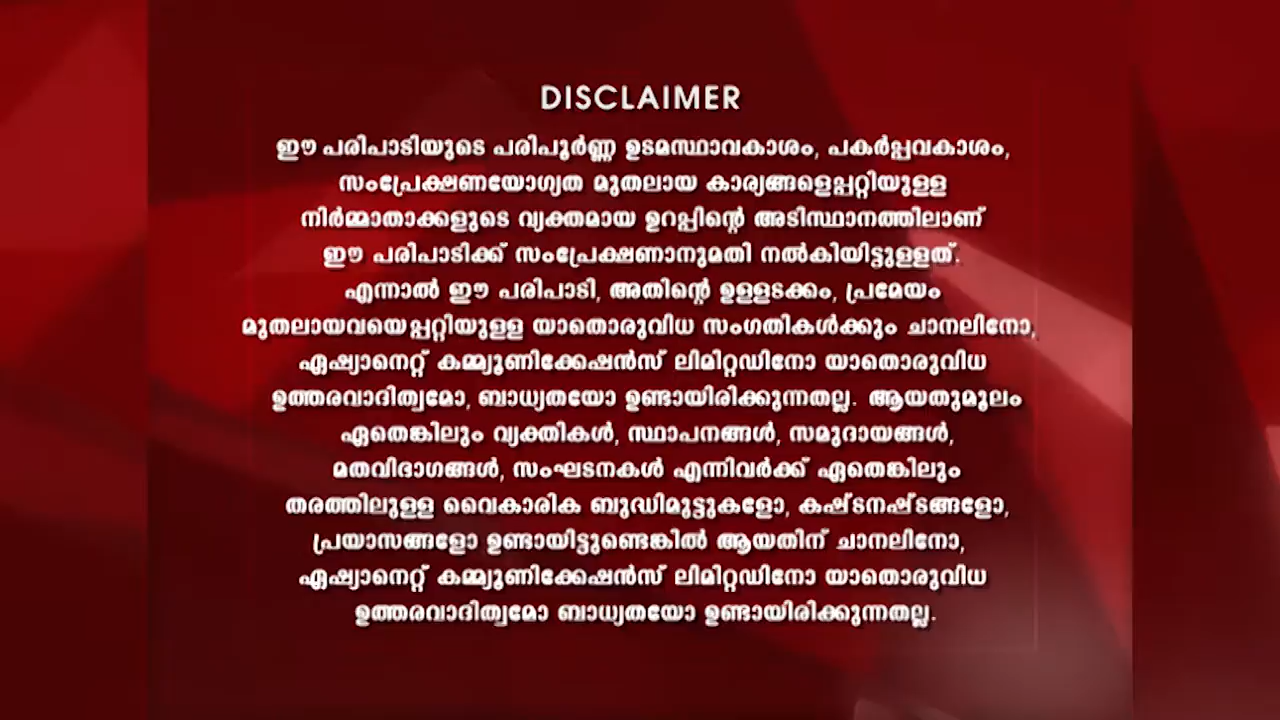 DISCLAIMER
ഈ പരിപാടിയുടെ പരിപൂർണ്ണ ഉടമസ്ഥാവകാശം, പകർപ്പവകാശം,
സംപ്രേക്ഷണയോഗ്യത മുതലായ കാര്യങ്ങളെപ്പറ്റിയുള്ള
നിർമ്മാതാക്കളുടെ വ്യക്തമായ ഉറപ്പിന്റെ അടിസ്ഥാനത്തിലാണ്
ഈ പരിപാടിക്ക് സംപ്രേക്ഷണാനുമതി നൽകിയിട്ടുള്ളത്.
എന്നാൽ ഈ പരിപാടി, അതിന്റെ ഉള്ളടക്കം, പ്രമേയം
മുതലായവയെപ്പറ്റിയുള്ള യാതൊരുവിധ സംഗതികൾക്കും ചാനലിനോ,
ഏഷ്യാനെറ്റ് കമ്മ്യൂണിക്കേഷൻസ് ലിമിറ്റഡിനോ യാതൊരുവിധ
ഉത്തരവാദിത്വമോ, ബാധ്യതയോ ഉണ്ടായിരിക്കുന്നതല്ല. ആയതുമൂലം
ഏതെങ്കിലും വ്യക്തികൾ, സ്ഥാപനങ്ങൾ, സമുദായങ്ങൾ,
മതവിഭാഗങ്ങൾ, സംഘടനകൾ എന്നിവർക്ക് ഏതെങ്കിലും
തരത്തിലുള്ള വൈകാരിക ബുദ്ധിമുട്ടുകളോ, കഷ്ടനഷ്ടങ്ങളോ,
പ്രയാസങ്ങളോ ഉണ്ടായിട്ടുണ്ടെങ്കിൽ ആയതിന് ചാനലിനോ,
ഏഷ്യാനെറ്റ് കമ്മ്യൂണിക്കേഷൻസ് ലിമിറ്റഡിനോ യാതൊരുവിധ
ഉത്തരവാദിത്വമോ ബാധ്യതയോ ഉണ്ടായിരിക്കുന്നതല്ല.